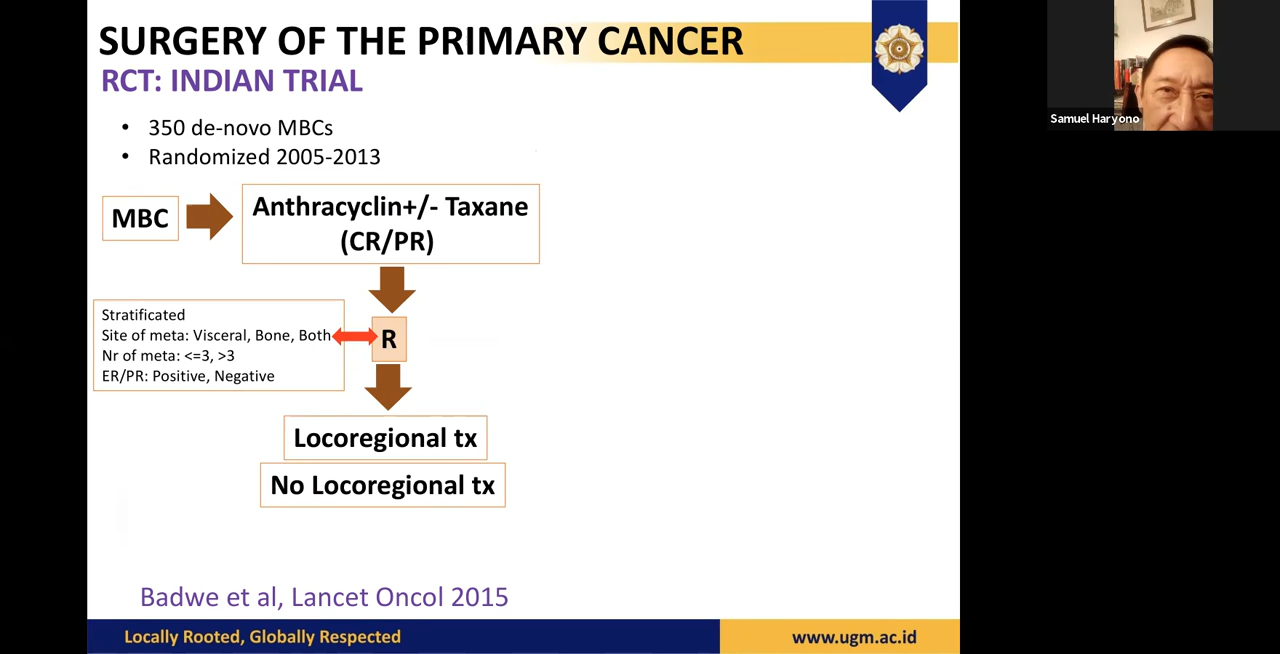 SURGERY OF THE PRIMARY CANCER
RCT: INDIAN TRIAL
• 350 de-novo MBCs
• Randomized 2005-2013
MBC
Anthracyclin+/- Taxane
(CR/PR)
Stratificated
Site of meta: Visceral, Bone, Both
Nr of meta: <=3, >3
ER/PR: Positive, Negative
R
Locoregional tx
No Locoregional tx
Badwe et al, Lancet Oncol 2015
Locally Rooted, Globally Respected
www.ugm.ac.id
Samuel Haryono